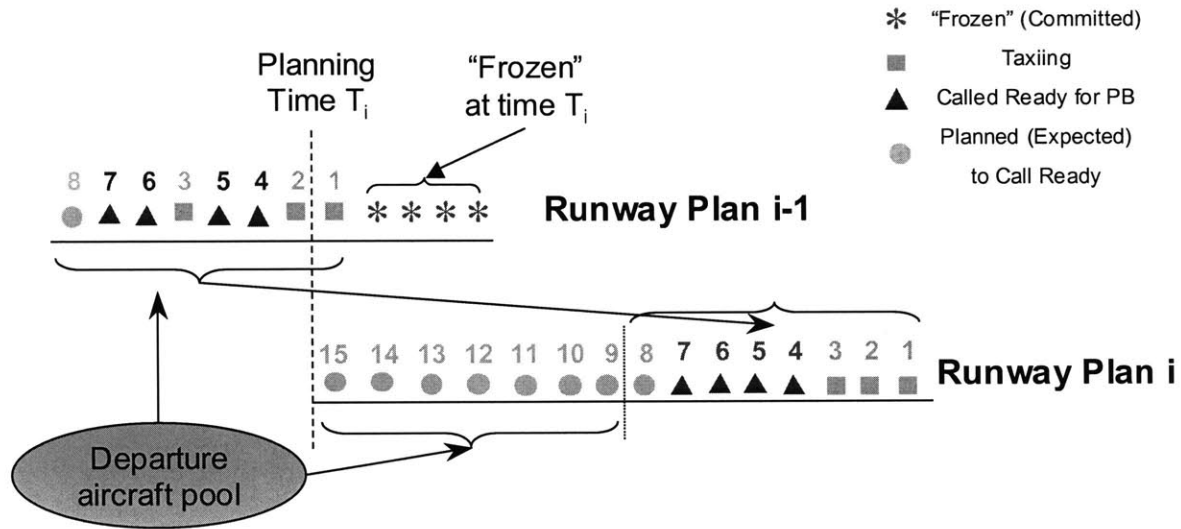 "Frozen" (Committed)
Taxiing
Called Ready for PB
Planned (Expected)
to Call Ready
Planning
Time Ti
"Frozen"
at time Ti
8 7 6 3 5 4 2 1
Runway Plan i-1
15 14 13 12 11 10 9 8 7 6 5 4 3 2 1
Runway Plan i
Departure
aircraft pool